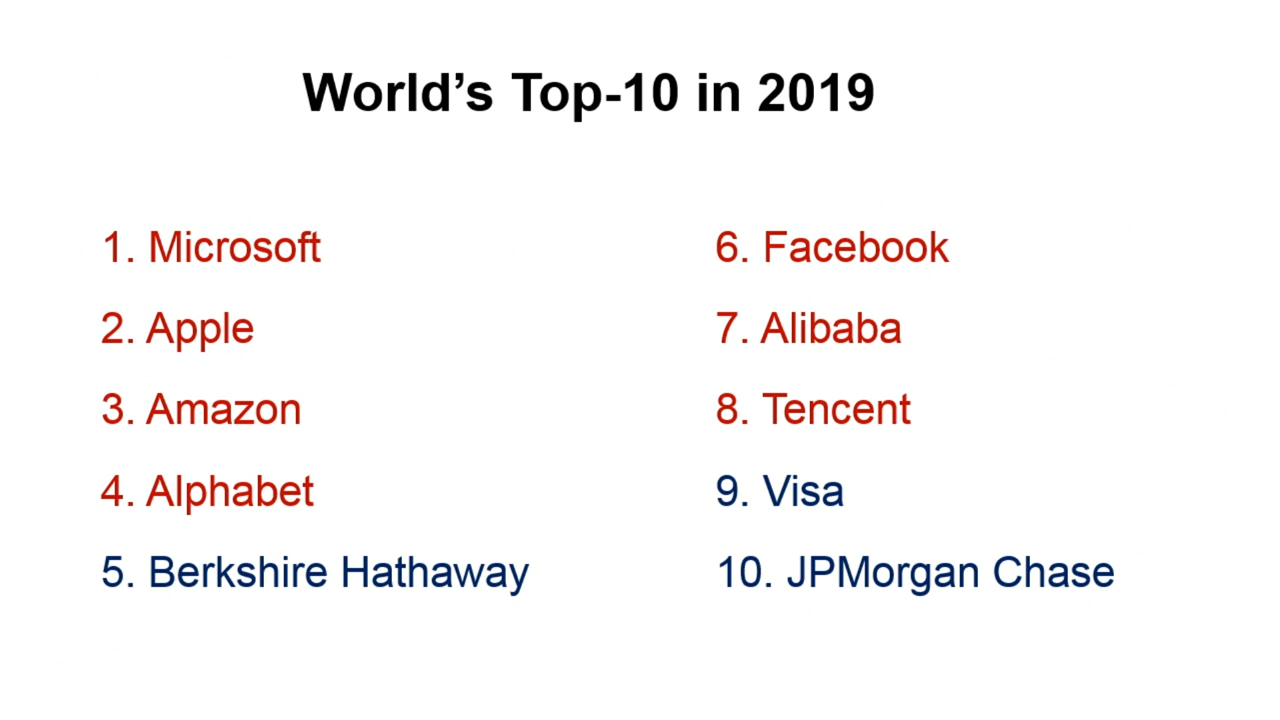 World’s Top-10 in 2019
1. Microsoft
2. Apple
3. Amazon
4. Alphabet
5. Berkshire Hathaway
6. Facebook
7. Alibaba
8. Tencent
9. Visa
10. JPMorgan Chase